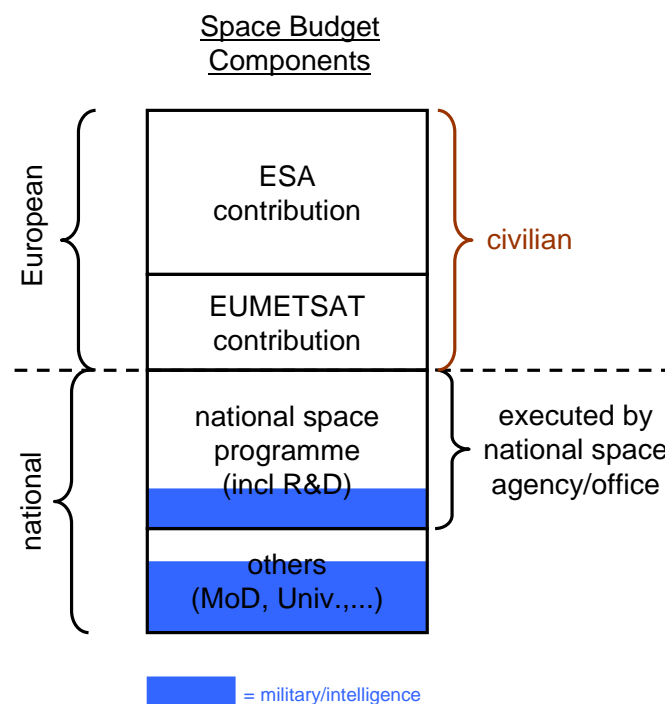 Space Budget
Components
European
ESA
contribution
civilian
EUMETSAT
contribution
national
national space
programme
(incl R&D)
executed by
national space
agency/office
others
(MoD, Univ.,...)
= military/intelligence